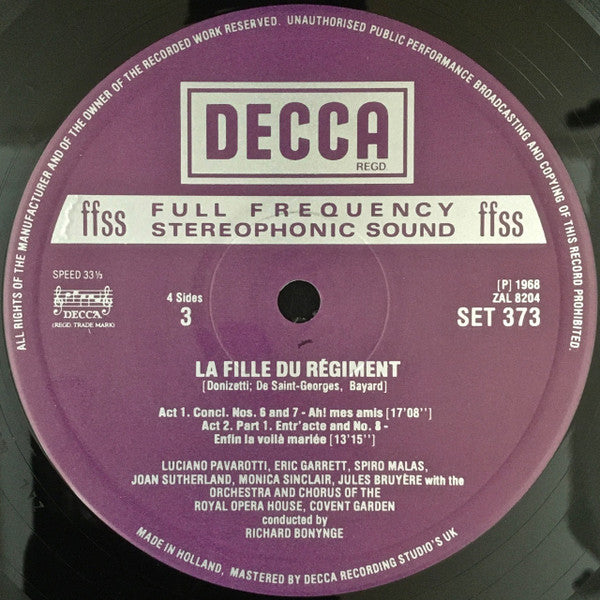 ALL RIGHTS OF THE MANUFACTURER AND OF THE OWNER OF THE RECORDED WORK RESERVED. UNAUTHORISED PUBLIC PERFORMANCE BROADCASTING AND COPYING OF THIS RECORD PROHIBITED.
DECCA
REGD.
ffss FULL FREQUENCY STEREOPHONIC SOUND ffss
SPEED 33⅓
DECCA
(REGD. TRADE MARK)
4 Sides
3
[P] 1968
ZAL 8204
SET 373
LA FILLE DU RÉGIMENT
[Donizetti; De Saint-Georges, Bayard]
Act 1. Concl. Nos. 6 and 7 - Ah! mes amis [17'08'']
Act 2. Part 1. Entr'acte and No. 8 -
Enfin la voilà mariée [13'15'']
LUCIANO PAVAROTTI, ERIC GARRETT, SPIRO MALAS,
JOAN SUTHERLAND, MONICA SINCLAIR, JULES BRUYÈRE with the
ORCHESTRA AND CHORUS OF THE
ROYAL OPERA HOUSE, COVENT GARDEN
conducted by
RICHARD BONYNGE
MADE IN HOLLAND, MASTERED BY DECCA RECORDING STUDIO'S UK